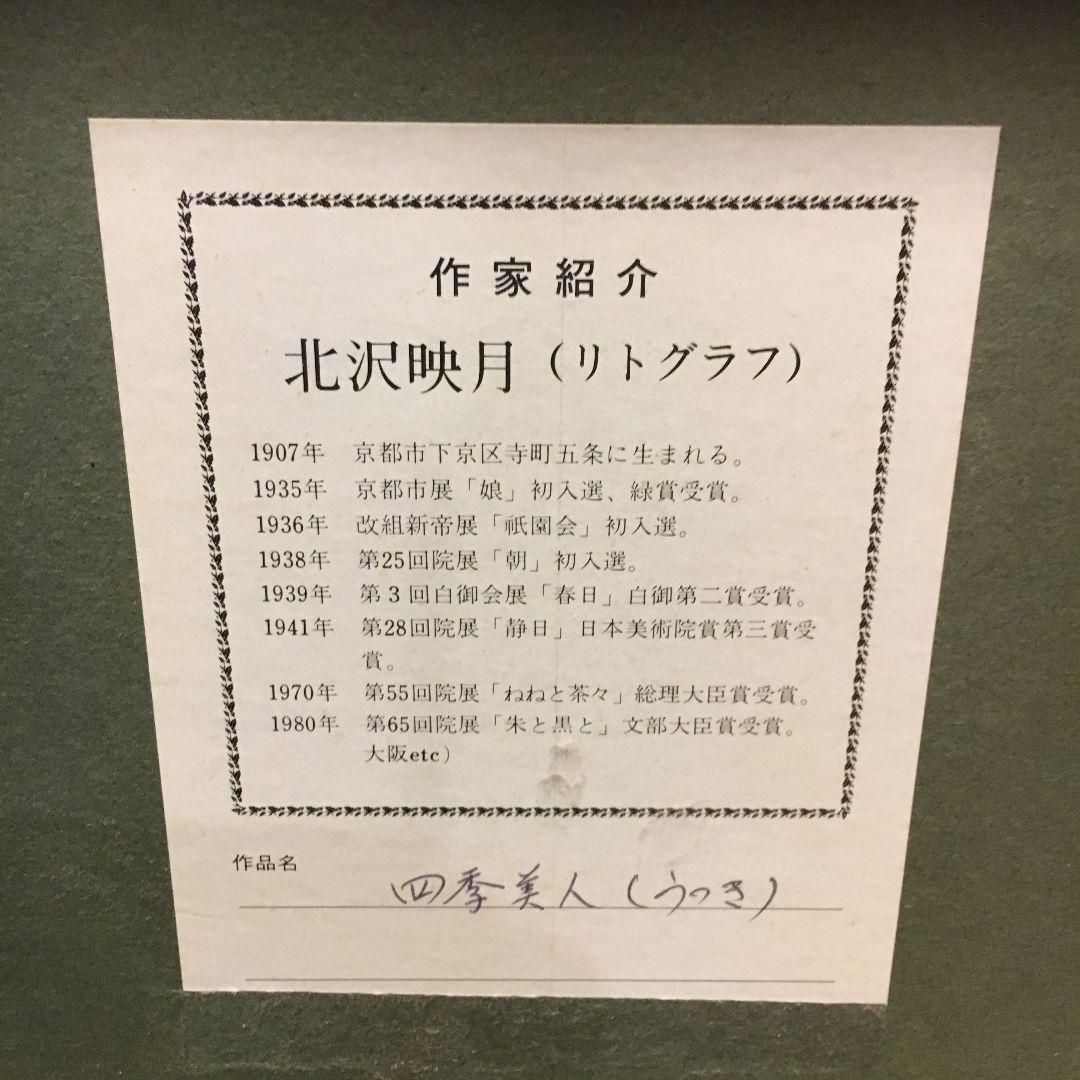 作家紹介
北沢映月（リトグラフ）
1907年 京都市下京区寺町五条に生まれる。
1935年 京都市展「娘」初入選、緑賞受賞。
1936年 改組新帝展「祇園会」初入選。
1938年 第25回院展「朝」初入選。
1939年 第3回白御会展「春日」白御第二賞受賞。
1941年 第28回院展「静日」日本美術院賞第三賞受
賞。
1970年 第55回院展「ねねと茶々」総理大臣賞受賞。
1980年 第65回院展「朱と黒と」文部大臣賞受賞。
大阪etc）
作品名
四季美人（うつき）